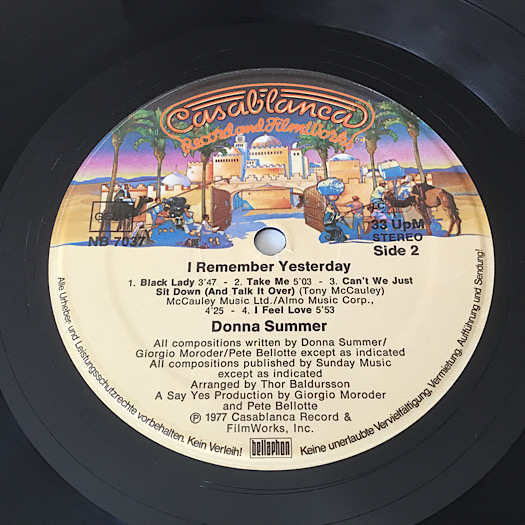 Casablanca
Record and FilmWorks
GEMA
NB 7037
33 UpM
STEREO
Side 2
I Remember Yesterday
1. Black Lady 3'47 - 2. Take Me 5'03 - 3. Can't We Just
Sit Down (And Talk It Over) (Tony McCauley)
McCauley Music Ltd./Almo Music Corp.,
4'25 - 4. I Feel Love 5'53
Donna Summer
All compositions written by Donna Summer/
Giorgio Moroder/Pete Bellotte except as indicated
All compositions published by Sunday Music
except as indicated
Arranged by Thor Baldursson
A Say Yes Production by Giorgio Moroder
and Pete Bellotte
℗ 1977 Casablanca Record &
FilmWorks, Inc.
bellaphon
Alle Urheber und Leistungsschutzrechte vorbehalten. Kein Verleih! Keine unerlaubte Vervielfältigung, Vermietung, Aufführung und Sendung!